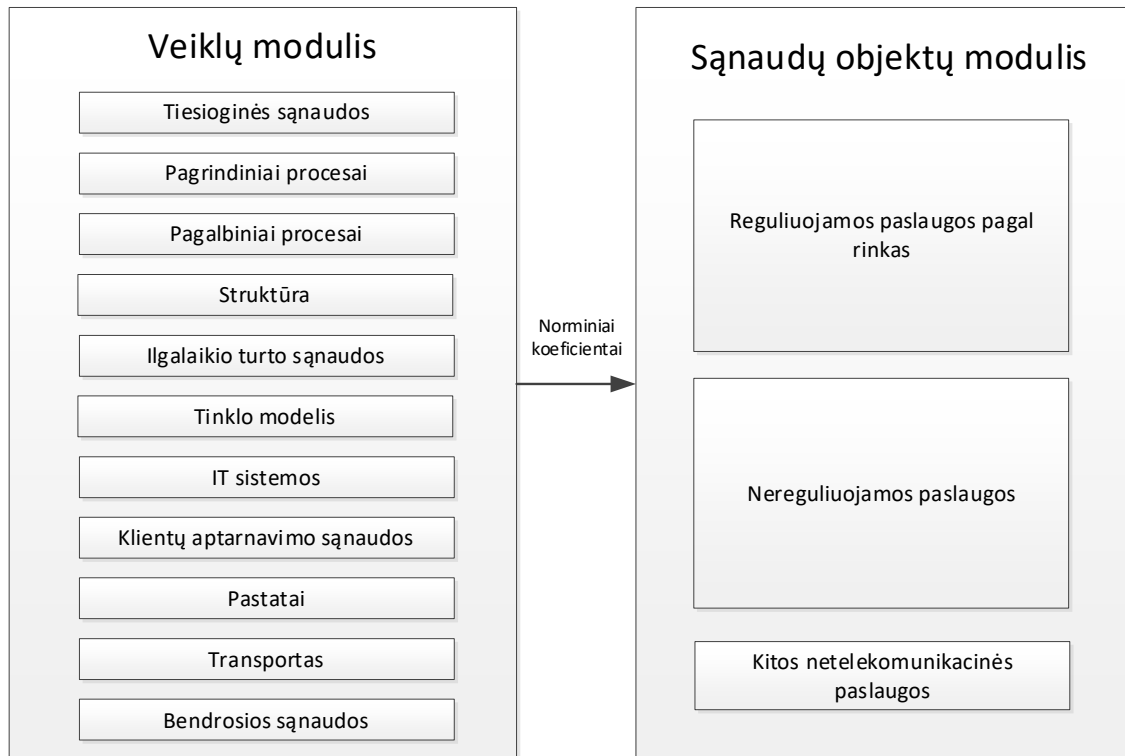 Veiklų modulis
Tiesioginės sąnaudos
Pagrindiniai procesai
Pagalbiniai procesai
Struktūra
Ilgalaikio turto sąnaudos
Tinklo modelis
IT sistemos
Klientų aptarnavimo sąnaudos
Pastatai
Transportas
Bendrosios sąnaudos
Norminiai
koeficientai
Sąnaudų objektų modulis
Reguliuojamos paslaugos pagal
rinkas
Nereguliuojamos paslaugos
Kitos netelekomunikacinės
paslaugos